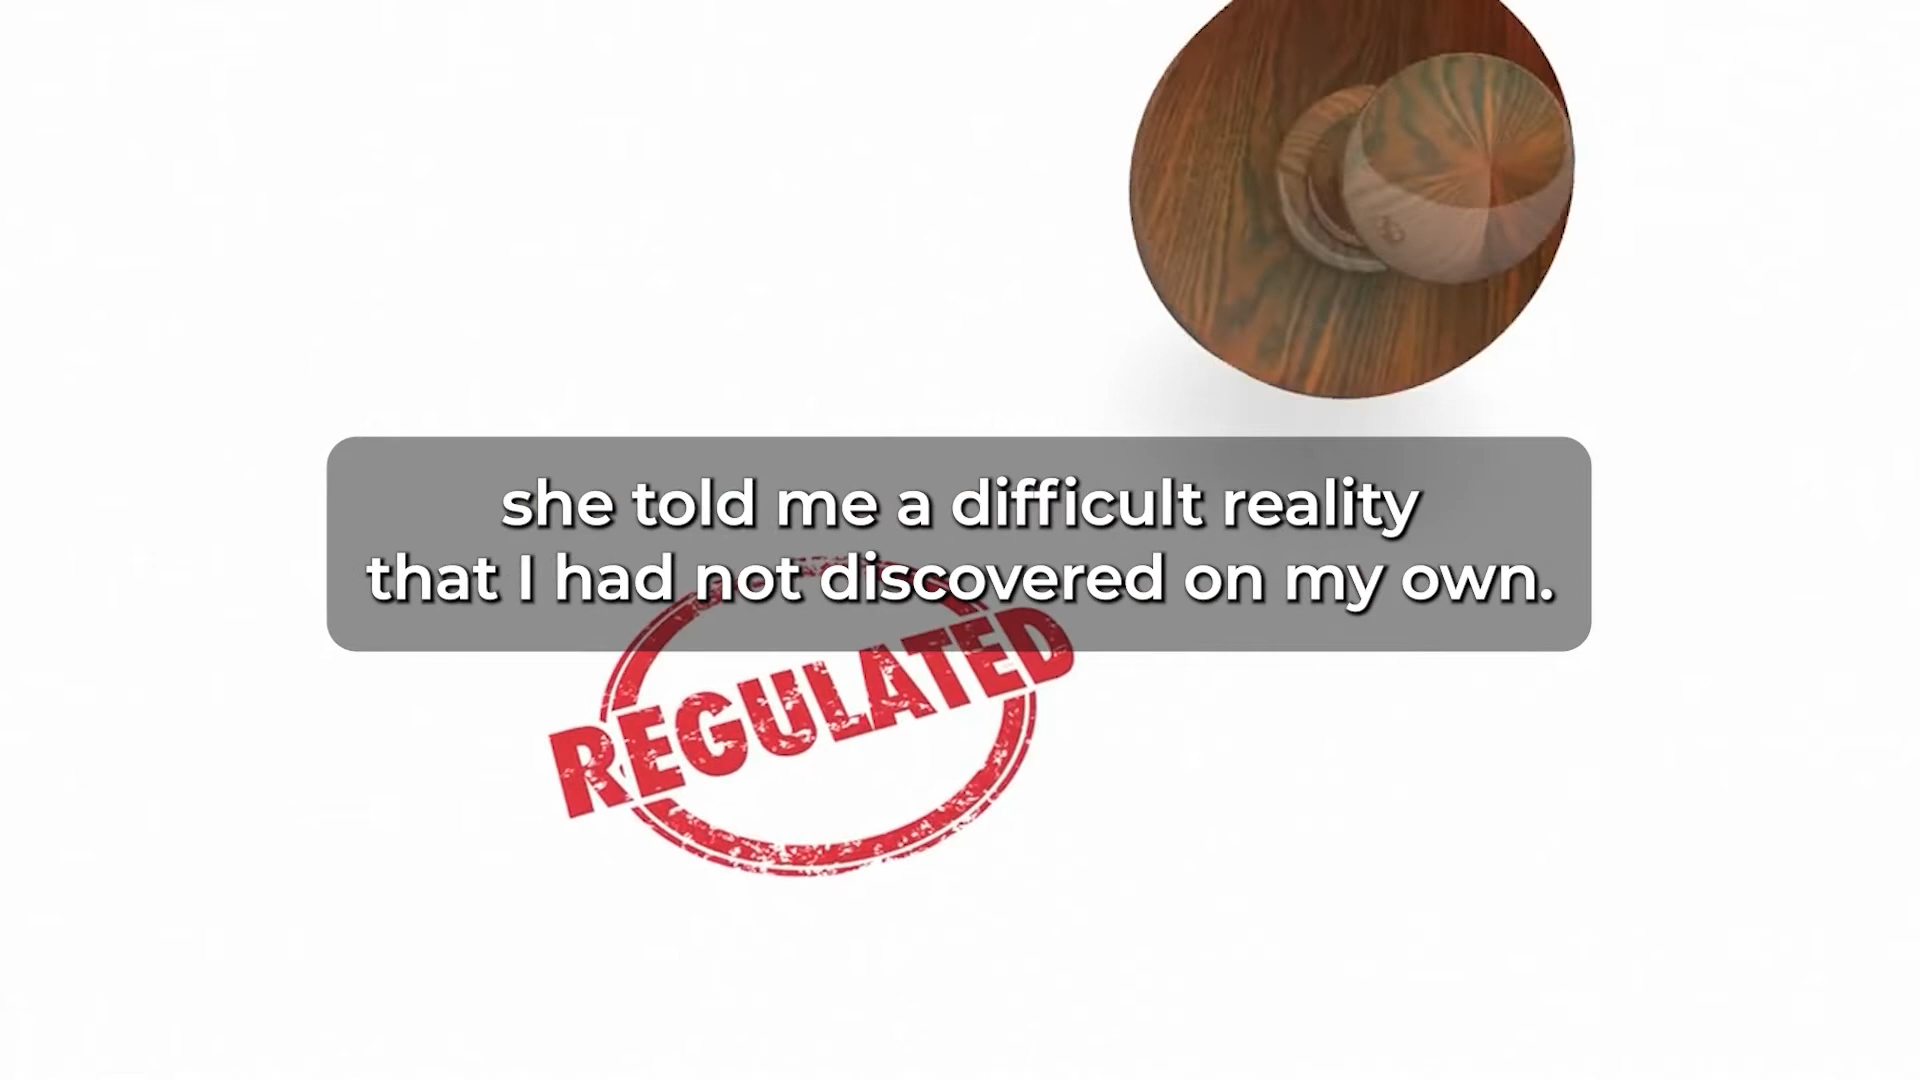 she told me a difficult reality
that I had not discovered on my own.
REGULATED